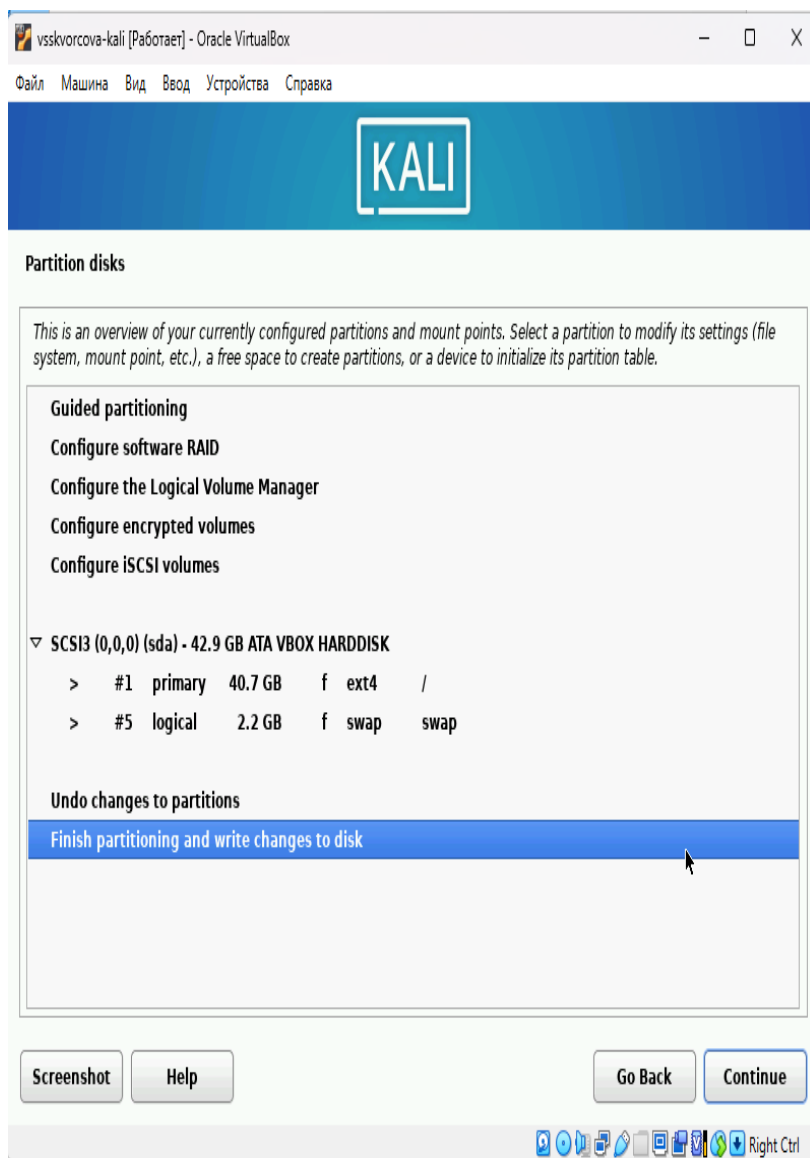 vsskvorcova-kali [Работает] - Oracle VirtualBox
Файл Машина Вид Ввод Устройства Справка
KALI
Partition disks
This is an overview of your currently configured partitions and mount points. Select a partition to modify its settings (file
system, mount point, etc.), a free space to create partitions, or a device to initialize its partition table.
Guided partitioning
Configure software RAID
Configure the Logical Volume Manager
Configure encrypted volumes
Configure iSCSI volumes
SCSI3 (0,0,0) (sda) - 42.9 GB ATA VBOX HARDDISK
> #1 primary 40.7 GB f ext4 /
> #5 logical 2.2 GB f swap swap
Undo changes to partitions
Finish partitioning and write changes to disk
Screenshot Help Go Back Continue
Right Ctrl